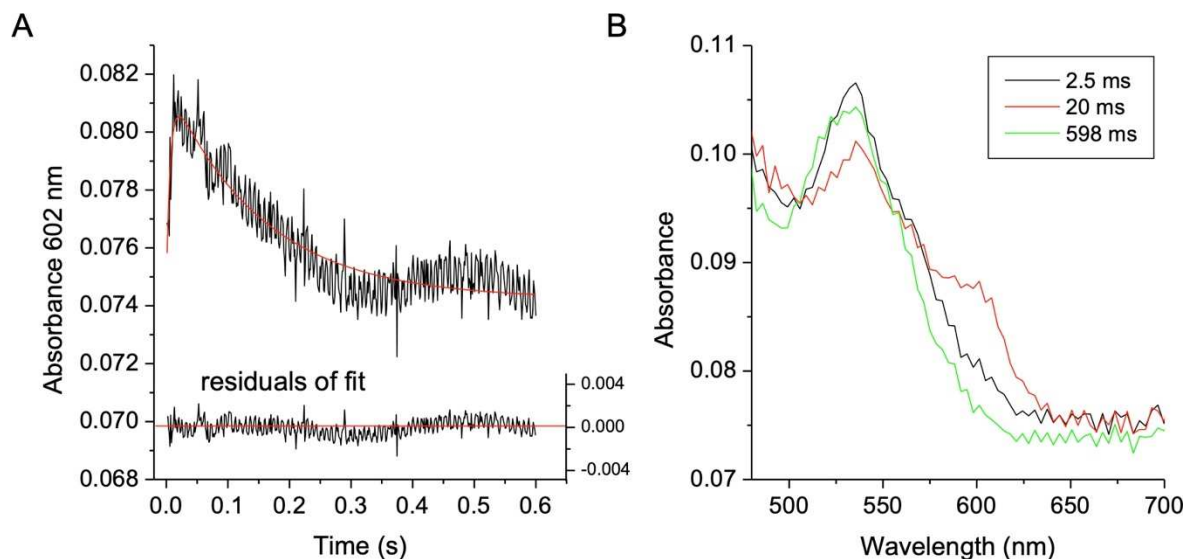 A
Absorbance 602 nm
0.082
0.080
0.078
0.076
0.074
0.072
0.070
0.068
residuals of fit
0.004
0.000
-0.004
0.0 0.1 0.2 0.3 0.4 0.5 0.6
Time (s)
B
Absorbance
0.11
0.10
0.09
0.08
0.07
2.5 ms
20 ms
598 ms
500 550 600 650 700
Wavelength (nm)